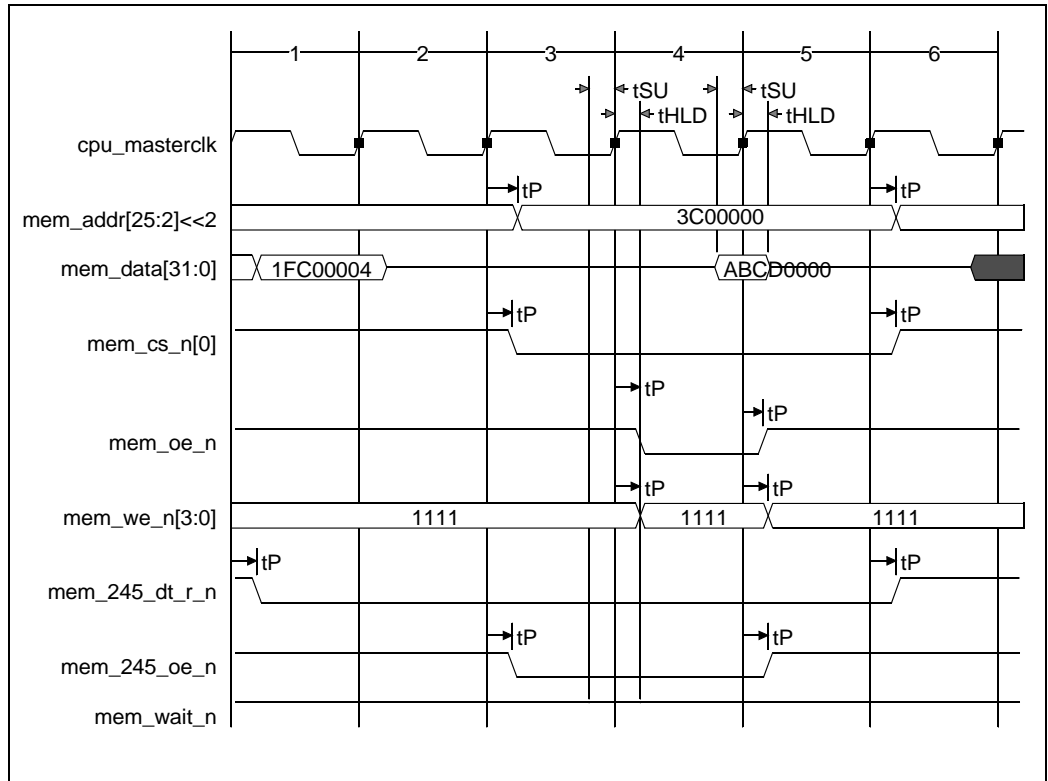 1 2 3 4 5 6
tSU tSU
tHLD tHLD
cpu_masterclk
tP tP
mem_addr[25:2]<<2 3C00000
mem_data[31:0] 1FC00004 ABCD0000
tP tP
mem_cs_n[0]
tP
tP
mem_oe_n
tP tP
mem_we_n[3:0] 1111 1111 1111
tP tP
mem_245_dt_r_n
tP tP
mem_245_oe_n
mem_wait_n